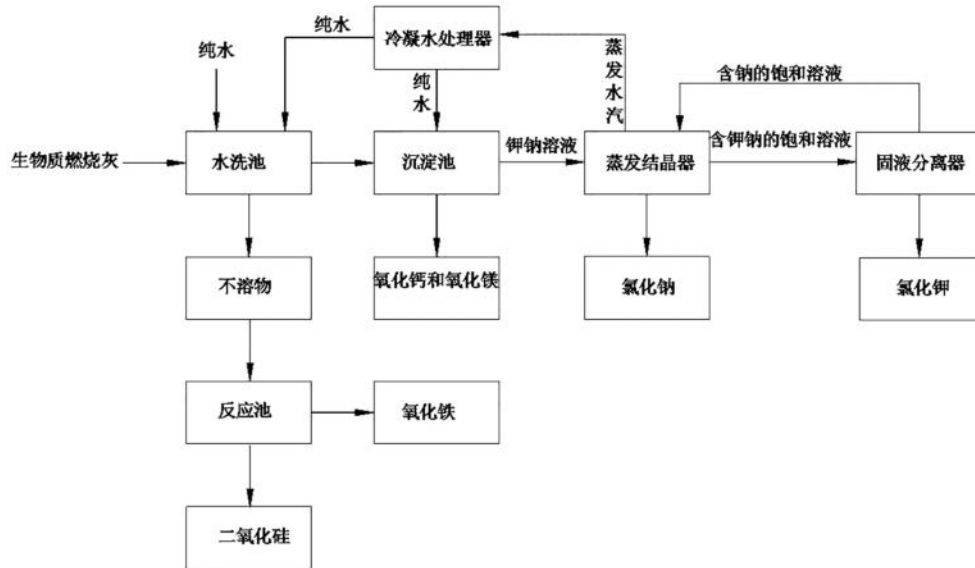 纯水
冷凝水处理器
纯水
纯水
蒸发水汽
含钠的饱和溶液
生物质燃烧灰
水洗池
沉淀池
钾钠溶液
蒸发结晶器
含钾钠的饱和溶液
固液分离器
不溶物
氧化钙和氧化镁
氯化钠
氯化钾
反应池
氧化铁
二氧化硅